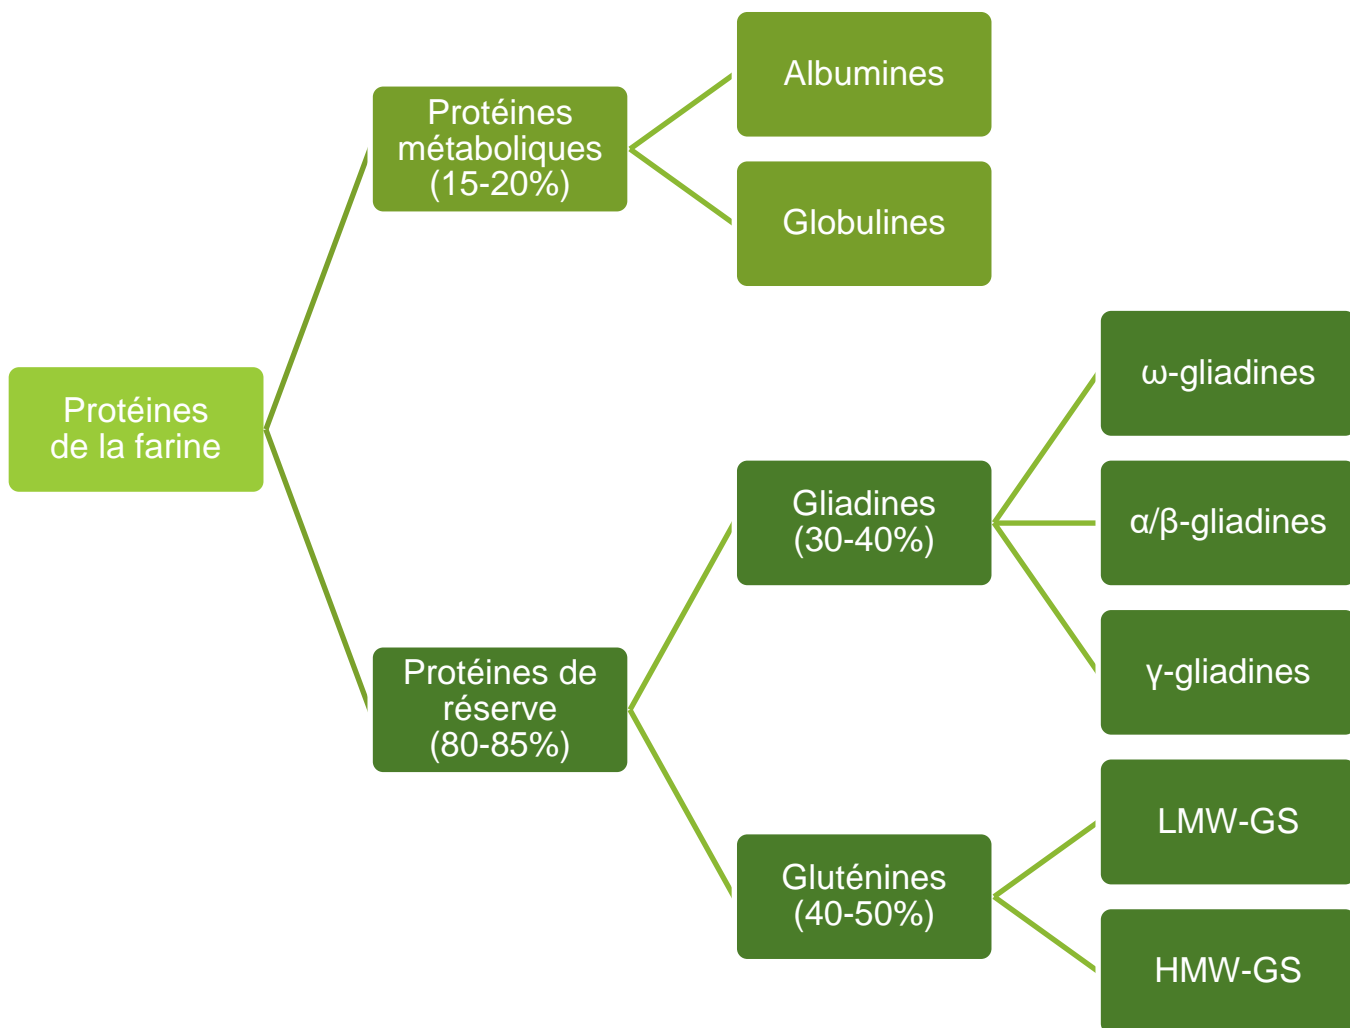 Albumines
Protéines
métaboliques
(15-20%)
Globulines
ω-gliadines
Protéines
de la farine
Gliadines
(30-40%)
α/β-gliadines
γ-gliadines
Protéines de
réserve
(80-85%)
LMW-GS
Gluténines
(40-50%)
HMW-GS